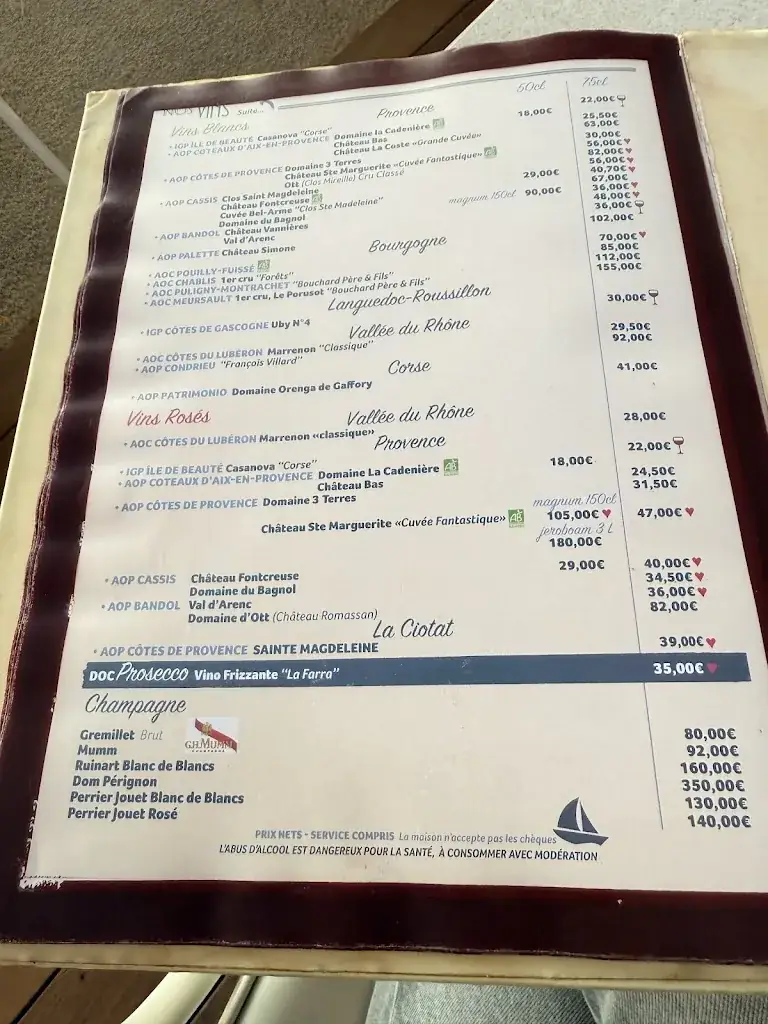 NOS VINS Suite...
50cl 75cl
Vins Blancs Provence
• IGP ÎLE DE BEAUTÉ Casanova "Corse" 18,00€ 22,00€
• AOP COTEAUX D'AIX-EN-PROVENCE Domaine la Cadenière AB 25,50€
Château Bas 63,00€
Château La Coste «Grande Cuvée» 30,00€
• AOP CÔTES DE PROVENCE Domaine 3 Terres 56,00€ ♥
Château Ste Marguerite «Cuvée Fantastique» AB 82,00€ ♥
Ott (Clos Mireille) Cru Classé 56,00€ ♥
• AOP CASSIS Clos Saint Magdeleine 29,00€ 40,70€ ♥
Château Fontcreuse 67,00€
Cuvée Bel-Arme "Clos Ste Madeleine" magnum 150cl 90,00€ 36,00€ ♥
Domaine du Bagnol 48,00€ ♥
• AOP BANDOL Château Vannières 36,00€
Val d'Arenc
• AOP PALETTE Château Simone 102,00€
Bourgogne
• AOC POUILLY-FUISSÉ AB 70,00€ ♥
• AOC CHABLIS 1er cru "Forêts" 85,00€
• AOC PULIGNY-MONTRACHET "Bouchard Père & Fils" 112,00€
• AOC MEURSAULT 1er cru, Le Porusot "Bouchard Père & Fils" 155,00€
Languedoc-Roussillon
• IGP CÔTES DE GASCOGNE Uby N°4 30,00€
Vallée du Rhône
• AOC CÔTES DU LUBÉRON Marrenon "Classique" 29,50€
• AOP CONDRIEU "François Villard" 92,00€
Corse
• AOP PATRIMONIO Domaine Orenga de Gaffory 41,00€
Vins Rosés Vallée du Rhône
• AOC CÔTES DU LUBÉRON Marrenon «classique» 28,00€
Provence
• IGP ÎLE DE BEAUTÉ Casanova "Corse" 18,00€ 22,00€
• AOP COTEAUX D'AIX-EN-PROVENCE Domaine La Cadenière AB 24,50€
Château Bas 31,50€
• AOP CÔTES DE PROVENCE Domaine 3 Terres
magnum 150cl
Château Ste Marguerite «Cuvée Fantastique» AB 105,00€ ♥ 47,00€ ♥
jeroboam 3 L
180,00€
• AOP CASSIS Château Fontcreuse 29,00€ 40,00€ ♥
Domaine du Bagnol 34,50€ ♥
• AOP BANDOL Val d'Arenc 36,00€ ♥
Domaine d'Ott (Château Romassan) 82,00€
La Ciotat
• AOP CÔTES DE PROVENCE SAINTE MAGDELEINE 39,00€ ♥
DOC Prosecco Vino Frizzante "La Farra" 35,00€ ♥
Champagne
Gremillet Brut 80,00€
G.H.MUMM
Mumm 92,00€
Ruinart Blanc de Blancs 160,00€
Dom Pérignon 350,00€
Perrier Jouet Blanc de Blancs 130,00€
Perrier Jouet Rosé 140,00€
PRIX NETS - SERVICE COMPRIS La maison n'accepte pas les chèques
L'ABUS D'ALCOOL EST DANGEREUX POUR LA SANTÉ, À CONSOMMER AVEC MODÉRATION